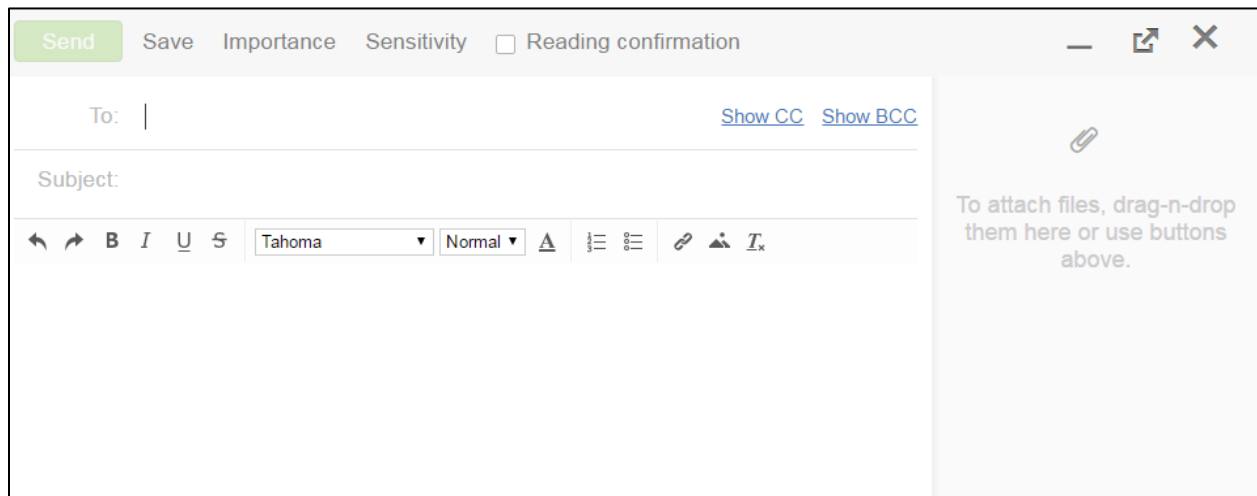 Send Save Importance Sensitivity Reading confirmation
To: Show CC Show BCC
Subject:
B I U S Tahoma Normal A Tx
To attach files, drag-n-drop
them here or use buttons
above.